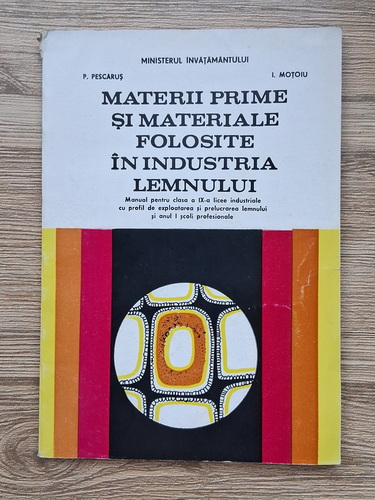 MINISTERUL ÎNVĂȚĂMÂNTULUI
P. PESCĂRUȘ I. MOȚOIU
MATERII PRIME
ȘI MATERIALE
FOLOSITE
ÎN INDUSTRIA
LEMNULUI
Manual pentru clasa a IX-a licee industriale
cu profil de exploatarea și prelucrarea lemnului
și anul I școli profesionale